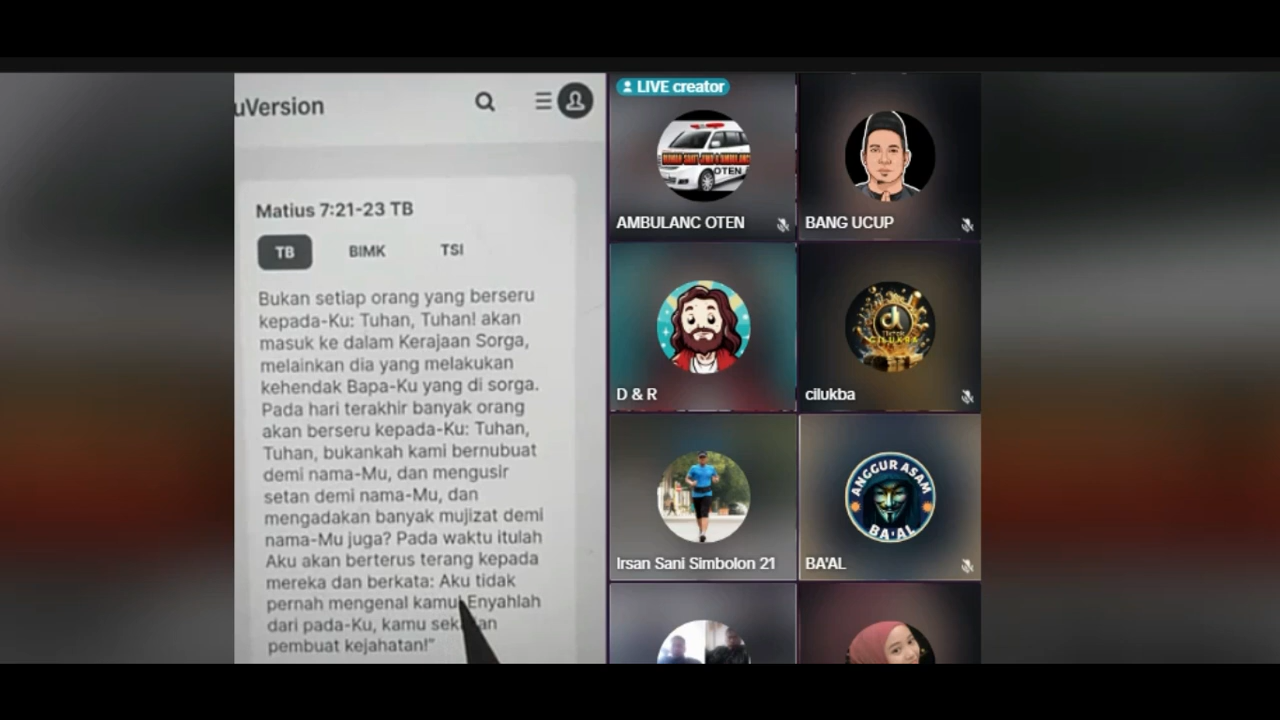 uVersion
Matius 7:21-23 TB
TB
BIMK
TSI
Bukan setiap orang yang berseru
kepada-Ku: Tuhan, Tuhan! akan
masuk ke dalam Kerajaan Sorga,
melainkan dia yang melakukan
kehendak Bapa-Ku yang di sorga.
Pada hari terakhir banyak orang
akan berseru kepada-Ku: Tuhan,
Tuhan, bukankah kami bernubuat
demi nama-Mu, dan mengusir
setan demi nama-Mu, dan
mengadakan banyak mujizat demi
nama-Mu juga? Pada waktu itulah
Aku akan berterus terang kepada
mereka dan berkata: Aku tidak
pernah mengenal kamu! Enyahlah
dari pada-Ku, kamu sekalian
pembuat kejahatan!"
LIVE creator
OTEN
AMBULANC OTEN
BANG UCUP
D & R
CILUKBA
cilukba
Irsan Sani Simbolon 21
ANGGUR ASAM
BA'AL
BA'AL